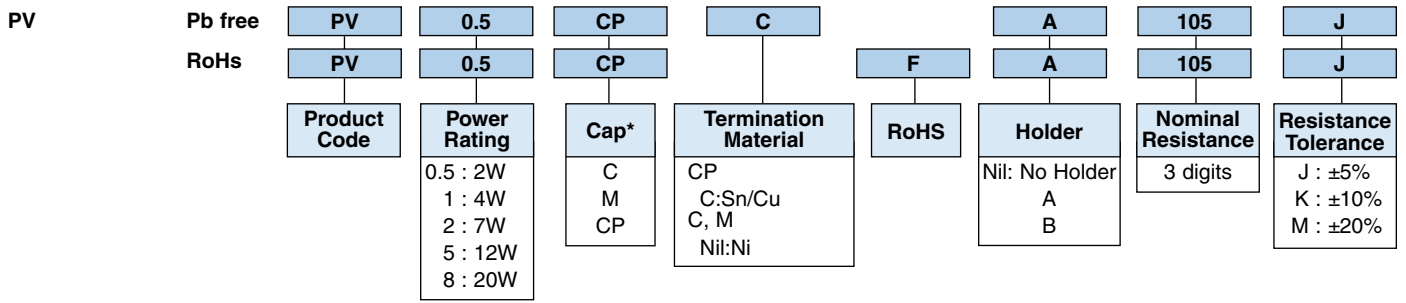 PV Pb free PV 0.5 CP C A 105 J
RoHs PV 0.5 CP F A 105 J
Product Code
Power Rating
Cap*
Termination Material
RoHS
Holder
Nominal Resistance
Resistance Tolerance
0.5 : 2W
1 : 4W
2 : 7W
5 : 12W
8 : 20W
C
M
CP
CP
C:Sn/Cu
C, M
Nil:Ni
Nil: No Holder
A
B
3 digits
J : ±5%
K : ±10%
M : ±20%